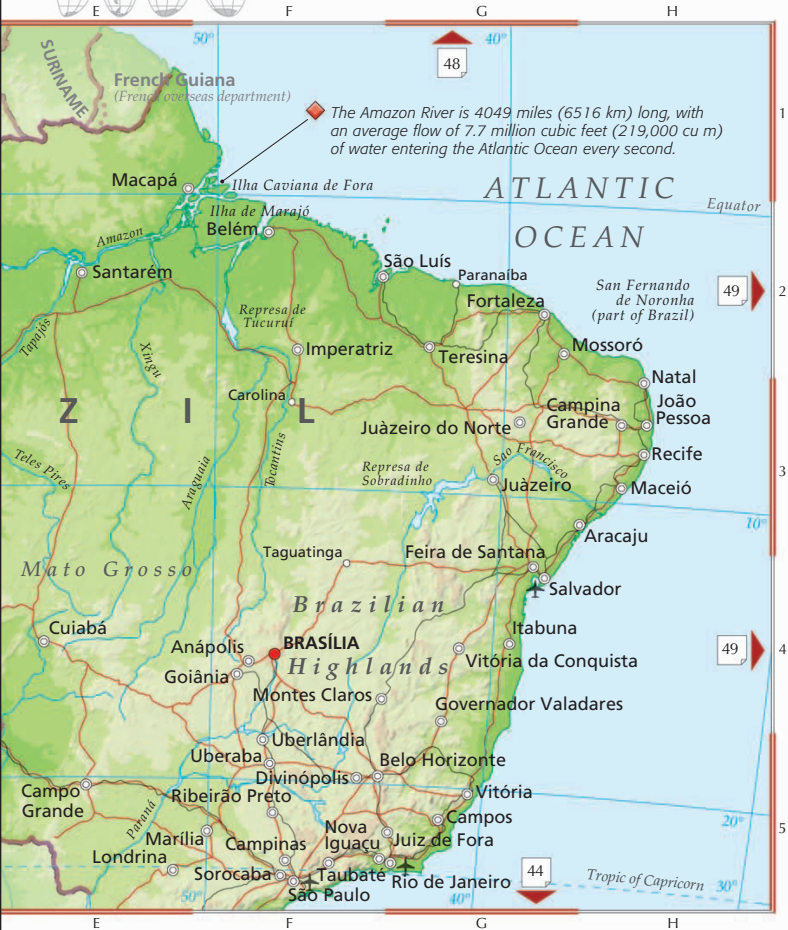 E F G H
50° 40°
48
SURINAME
French Guiana
(French overseas department)
1
The Amazon River is 4049 miles (6516 km) long, with
an average flow of 7.7 million cubic feet (219,000 cu m)
of water entering the Atlantic Ocean every second.
Macapá
Ilha Caviana de Fora
ATLANTIC
Equator
Ilha de Marajó
Belém
OCEAN
Amazon
Santarém
São Luís
Paranaíba
Fortaleza
San Fernando
de Noronha
(part of Brazil)
49
2
Represa de
Tucuruí
Tapajós
Xingu
Imperatriz
Teresina
Mossoró
Natal
Carolina
Z I L
Campina
Grande
João
Pessoa
Juàzeiro do Norte
Recife
Teles Pires
Araguaia
Tocantins
Represa de
Sobradinho
Sao Francisco
Juàzeiro
Maceió
3
10°
Aracaju
Taguatinga
Feira de Santana
Mato Grosso
Salvador
Brazilian
Highlands
Cuiabá
Itabuna
Anápolis
BRASÍLIA
49
4
Goiânia
Vitória da Conquista
Montes Claros
Governador Valadares
Uberlândia
Uberaba
Belo Horizonte
Divinópolis
Campo
Grande
Ribeirão Preto
Vitória
Paraná
Campos
20°
5
Marília
Nova
Iguaçu
Juiz de Fora
Londrina
Campinas
Sorocaba
Taubaté
Rio de Janeiro
44
Tropic of Capricorn
30°
São Paulo
50° 40°
E F G H